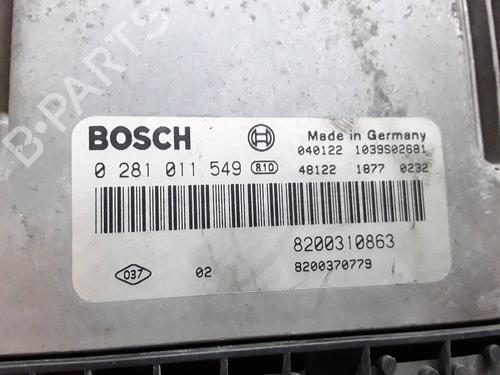 BOSCH
Made in Germany
040122 1039S02681
0 281 011 549 R10 48122 1877 0232
8200310863
037 02 8200370779
B-PARTS